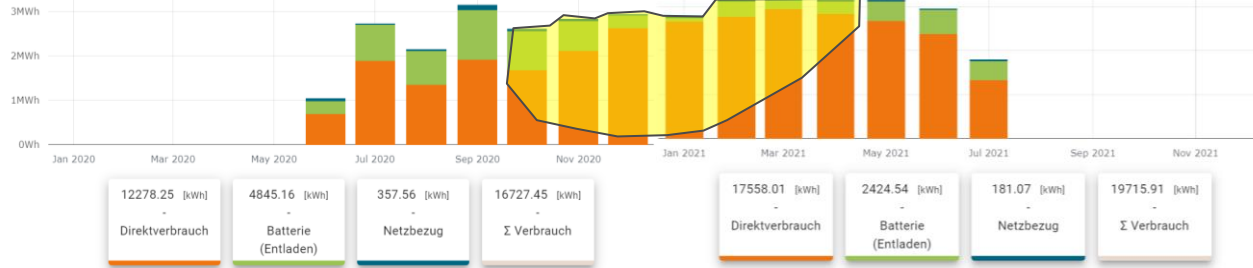 3MWh
2MWh
1MWh
0Wh
Jan 2020 Mar 2020 May 2020 Jul 2020 Sep 2020 Nov 2020 Jan 2021 Mar 2021 May 2021 Jul 2021 Sep 2021 Nov 2021
12278.25 [kWh]
-
Direktverbrauch
4845.16 [kWh]
-
Batterie
(Entladen)
357.56 [kWh]
-
Netzbezug
16727.45 [kWh]
-
Σ Verbrauch
17558.01 [kWh]
-
Direktverbrauch
2424.54 [kWh]
-
Batterie
(Entladen)
181.07 [kWh]
-
Netzbezug
19715.91 [kWh]
-
Σ Verbrauch